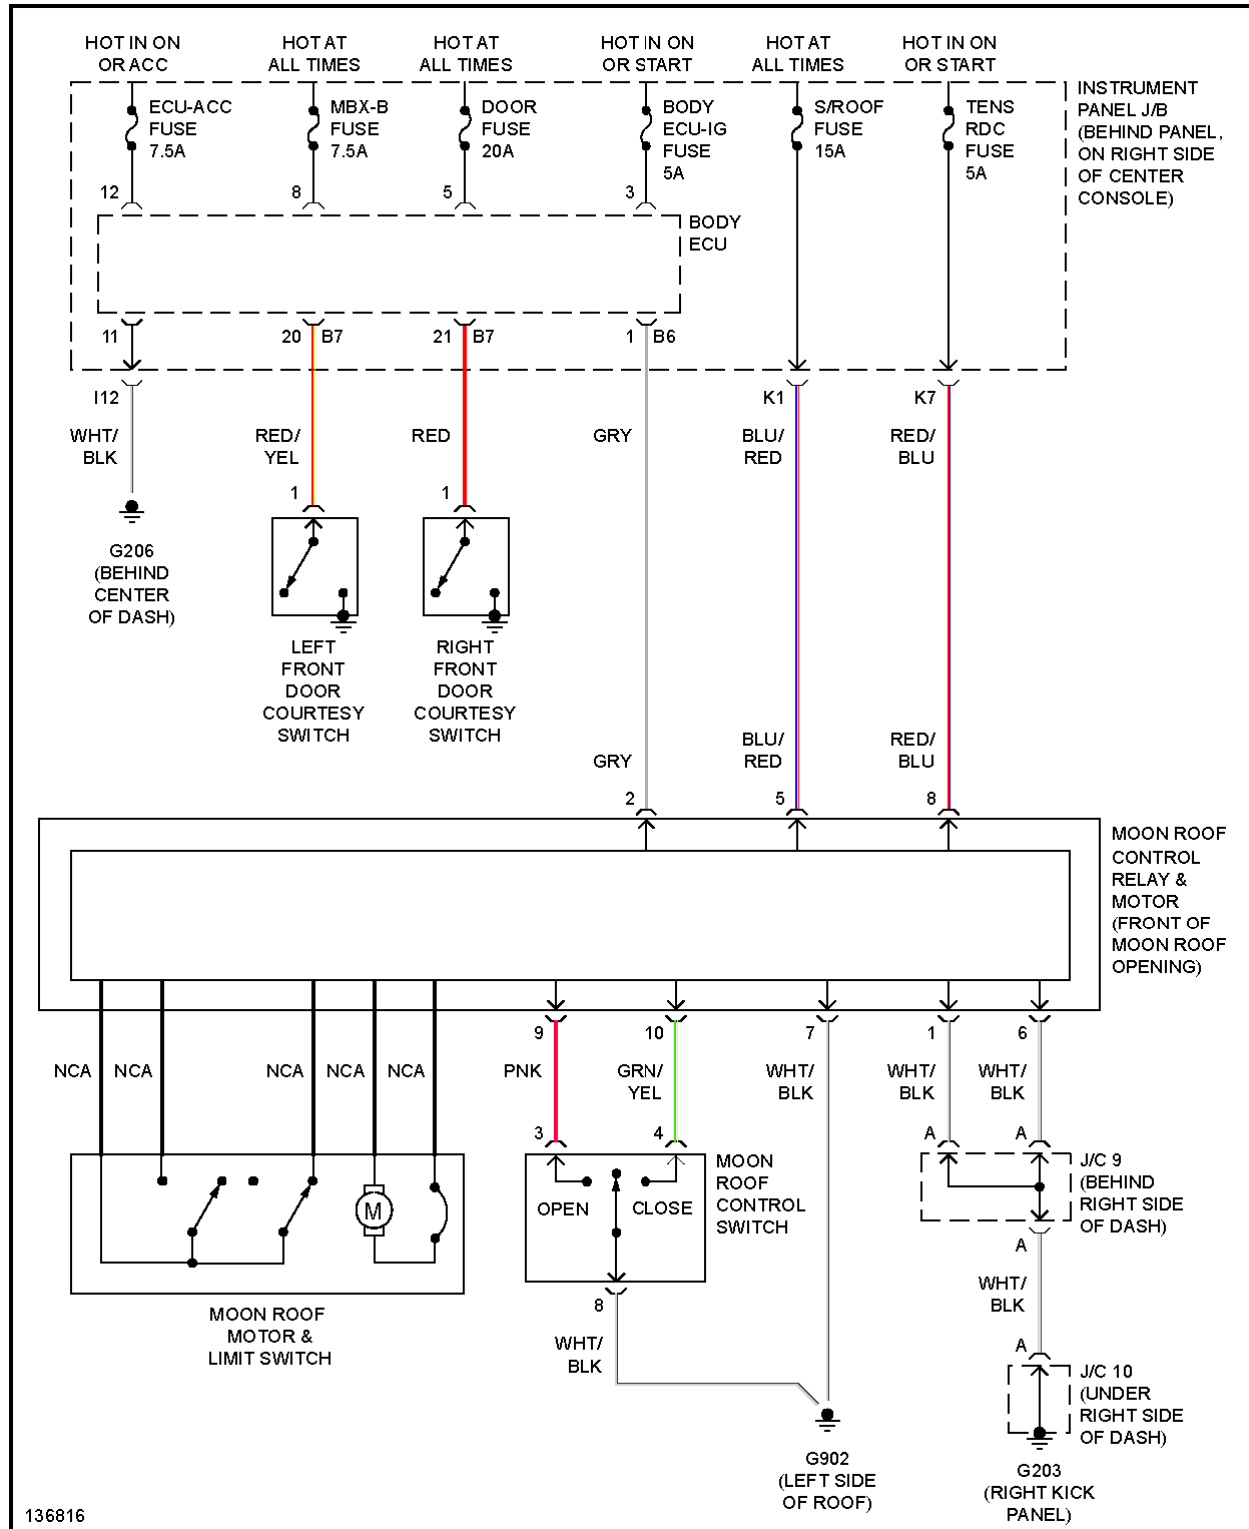 HOT IN ON
OR ACC
HOT AT
ALL TIMES
HOT AT
ALL TIMES
HOT IN ON
OR START
HOT AT
ALL TIMES
HOT IN ON
OR START
ECU-ACC
FUSE
7.5A
MBX-B
FUSE
7.5A
DOOR
FUSE
20A
BODY
ECU-IG
FUSE
5A
S/ROOF
FUSE
15A
TENS
RDC
FUSE
5A
INSTRUMENT
PANEL J/B
(BEHIND PANEL,
ON RIGHT SIDE
OF CENTER
CONSOLE)
12
8
5
3
BODY
ECU
11
20 B7
21 B7
1 B6
I12
K1
K7
WHT/
BLK
RED/
YEL
RED
GRY
BLU/
RED
RED/
BLU
1
1
G206
(BEHIND
CENTER
OF DASH)
LEFT
FRONT
DOOR
COURTESY
SWITCH
RIGHT
FRONT
DOOR
COURTESY
SWITCH
GRY
BLU/
RED
RED/
BLU
2
5
8
MOON ROOF
CONTROL
RELAY &
MOTOR
(FRONT OF
MOON ROOF
OPENING)
9
10
7
1
6
NCA
NCA
NCA
NCA
NCA
PNK
GRN/
YEL
WHT/
BLK
WHT/
BLK
WHT/
BLK
3
4
A
A
M
OPEN
CLOSE
MOON
ROOF
CONTROL
SWITCH
J/C 9
(BEHIND
RIGHT SIDE
OF DASH)
A
8
MOON ROOF
MOTOR &
LIMIT SWITCH
WHT/
BLK
WHT/
BLK
A
J/C 10
(UNDER
RIGHT SIDE
OF DASH)
G902
(LEFT SIDE
OF ROOF)
G203
(RIGHT KICK
PANEL)
136816